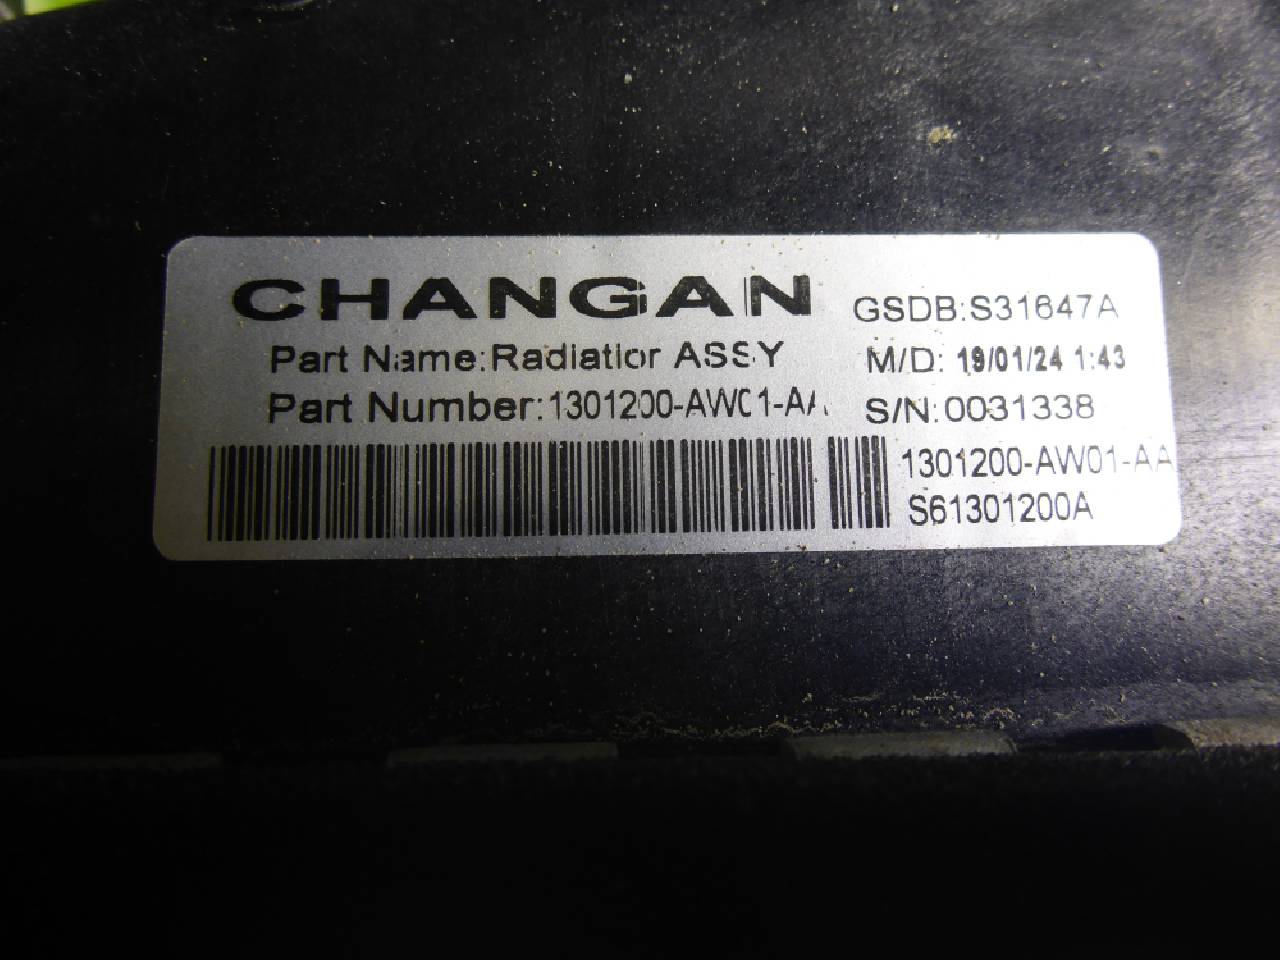 CHANGAN
GSDB:S31647A
Part Name:Radiatior ASSY
M/D: 19/01/24 1:43
Part Number:1301200-AW01-AA
S/N:0031338
1301200-AW01-AA
S61301200A